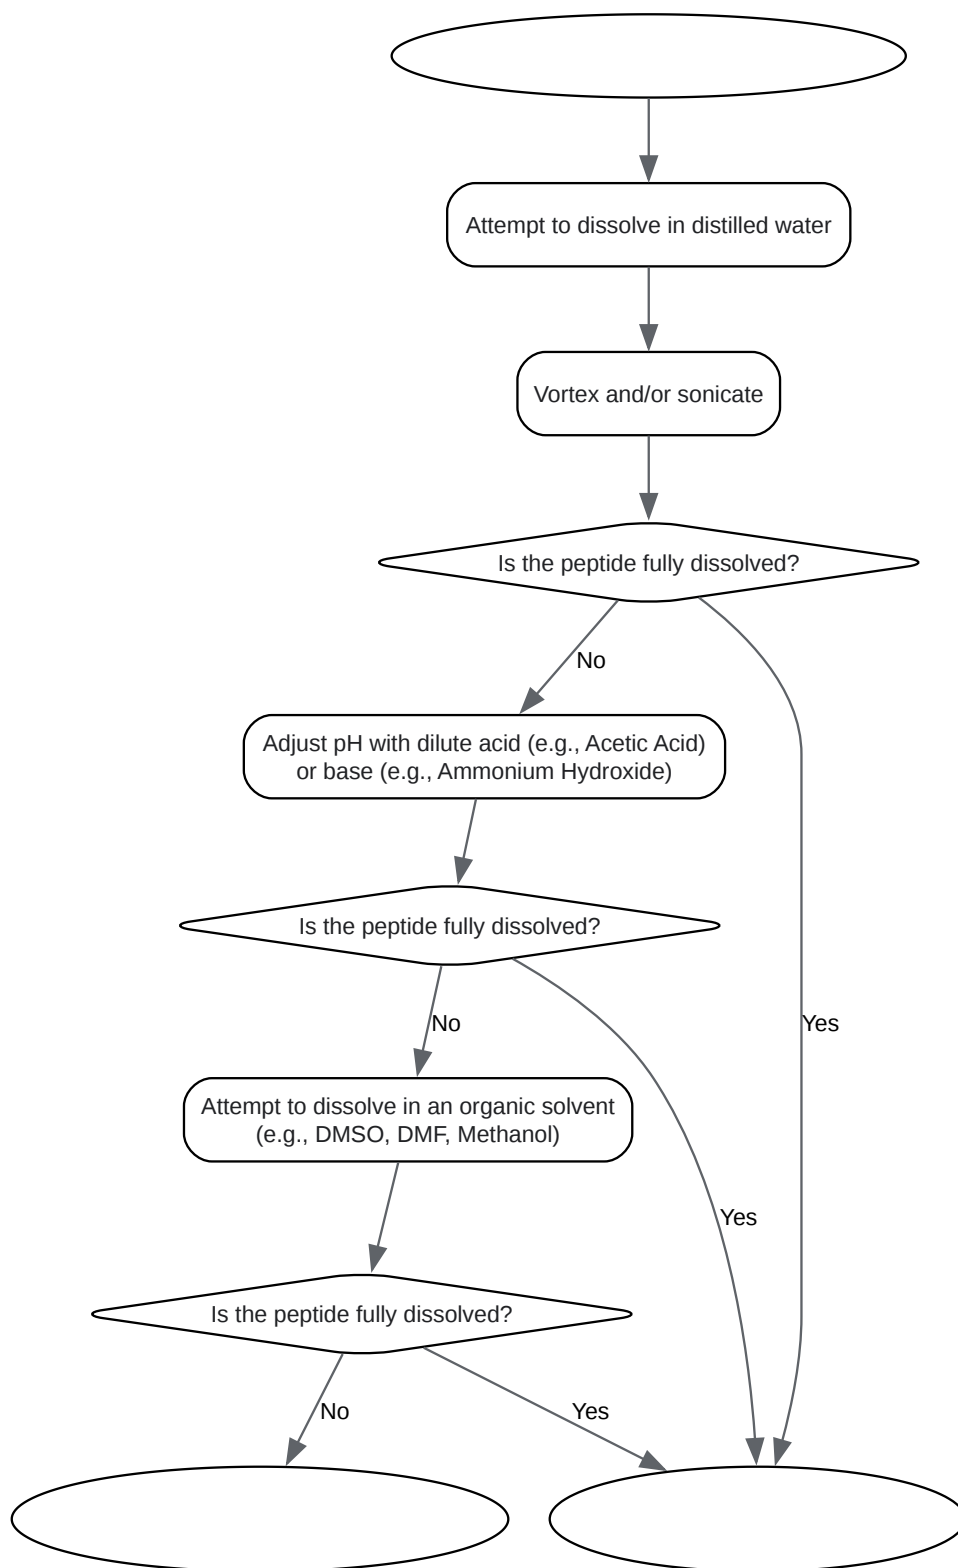 Attempt to dissolve in distilled water
Vortex and/or sonicate
Is the peptide fully dissolved?
No
Adjust pH with dilute acid (e.g., Acetic Acid)
or base (e.g., Ammonium Hydroxide)
Is the peptide fully dissolved?
No
Yes
Attempt to dissolve in an organic solvent
(e.g., DMSO, DMF, Methanol)
Yes
Is the peptide fully dissolved?
No
Yes